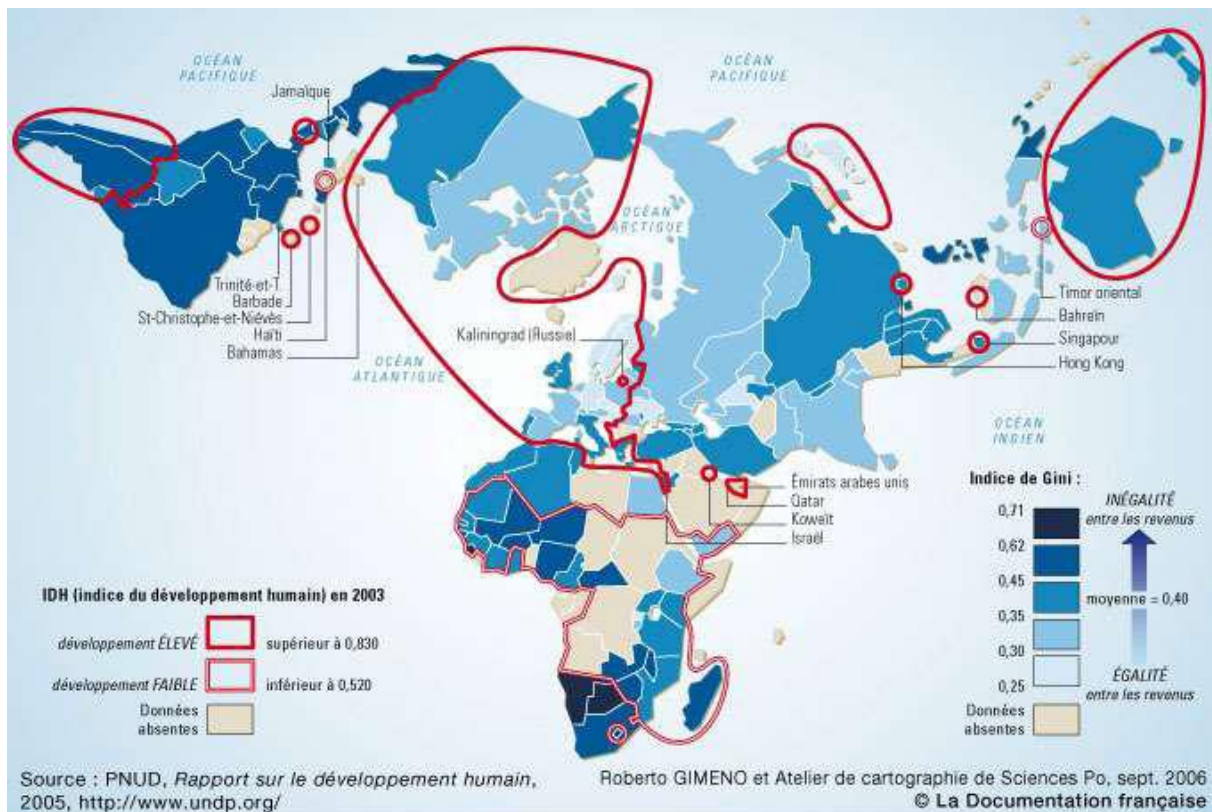 OCÉAN
PACIFIQUE
Jamaïque
OCÉAN
PACIFIQUE
OCÉAN
ARCTIQUE
Trinité-et-T.
Barbade
St-Christophe-et-Niévès
Haïti
Bahamas
Kaliningrad (Russie)
OCÉAN
ATLANTIQUE
Timor oriental
Bahreïn
Singapour
Hong Kong
OCÉAN
INDIEN
Émirats arabes unis
Qatar
Koweït
Israël
IDH (indice du développement humain) en 2003
développement ÉLEVÉ supérieur à 0,830
développement FAIBLE inférieur à 0,520
Données
absentes
Indice de Gini :
0,71
INÉGALITÉ
entre les revenus
0,62
0,45
moyenne = 0,40
0,35
0,30
0,25
ÉGALITÉ
entre les revenus
Données
absentes
Source : PNUD, Rapport sur le développement humain,
2005, http://www.undp.org/
Roberto GIMENO et Atelier de cartographie de Sciences Po, sept. 2006
© La Documentation française